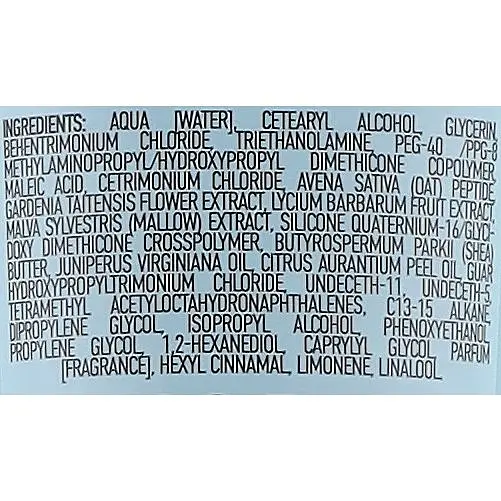 INGREDIENTS: AQUA [WATER], CETEARYL ALCOHOL, GLYCERIN,
BEHENTRIMONIUM CHLORIDE, TRIETHANOLAMINE, PEG-40 /PPG-8
METHYLAMINOPROPYL/HYDROXYPROPYL DIMETHICONE COPOLYMER,
MALEIC ACID, CETRIMONIUM CHLORIDE, AVENA SATIVA (OAT) PEPTIDE,
GARDENIA TAITENSIS FLOWER EXTRACT, LYCIUM BARBARUM FRUIT EXTRACT,
MALVA SYLVESTRIS (MALLOW) EXTRACT, SILICONE QUATERNIUM-16/GLYCI-
DOXY DIMETHICONE CROSSPOLYMER, BUTYROSPERMUM PARKII (SHEA)
BUTTER, JUNIPERUS VIRGINIANA OIL, CITRUS AURANTIUM PEEL OIL, GUAR
HYDROXYPROPYLTRIMONIUM CHLORIDE, UNDECETH-11, UNDECETH-5,
TETRAMETHYL ACETYLOCTAHYDRONAPHTHALENES, C13-15 ALKANE,
DIPROPYLENE GLYCOL, ISOPROPYL ALCOHOL, PHENOXYETHANOL,
PROPYLENE GLYCOL, 1,2-HEXANEDIOL, CAPRYLYL GLYCOL, PARFUM
[FRAGRANCE], HEXYL CINNAMAL, LIMONENE, LINALOOL